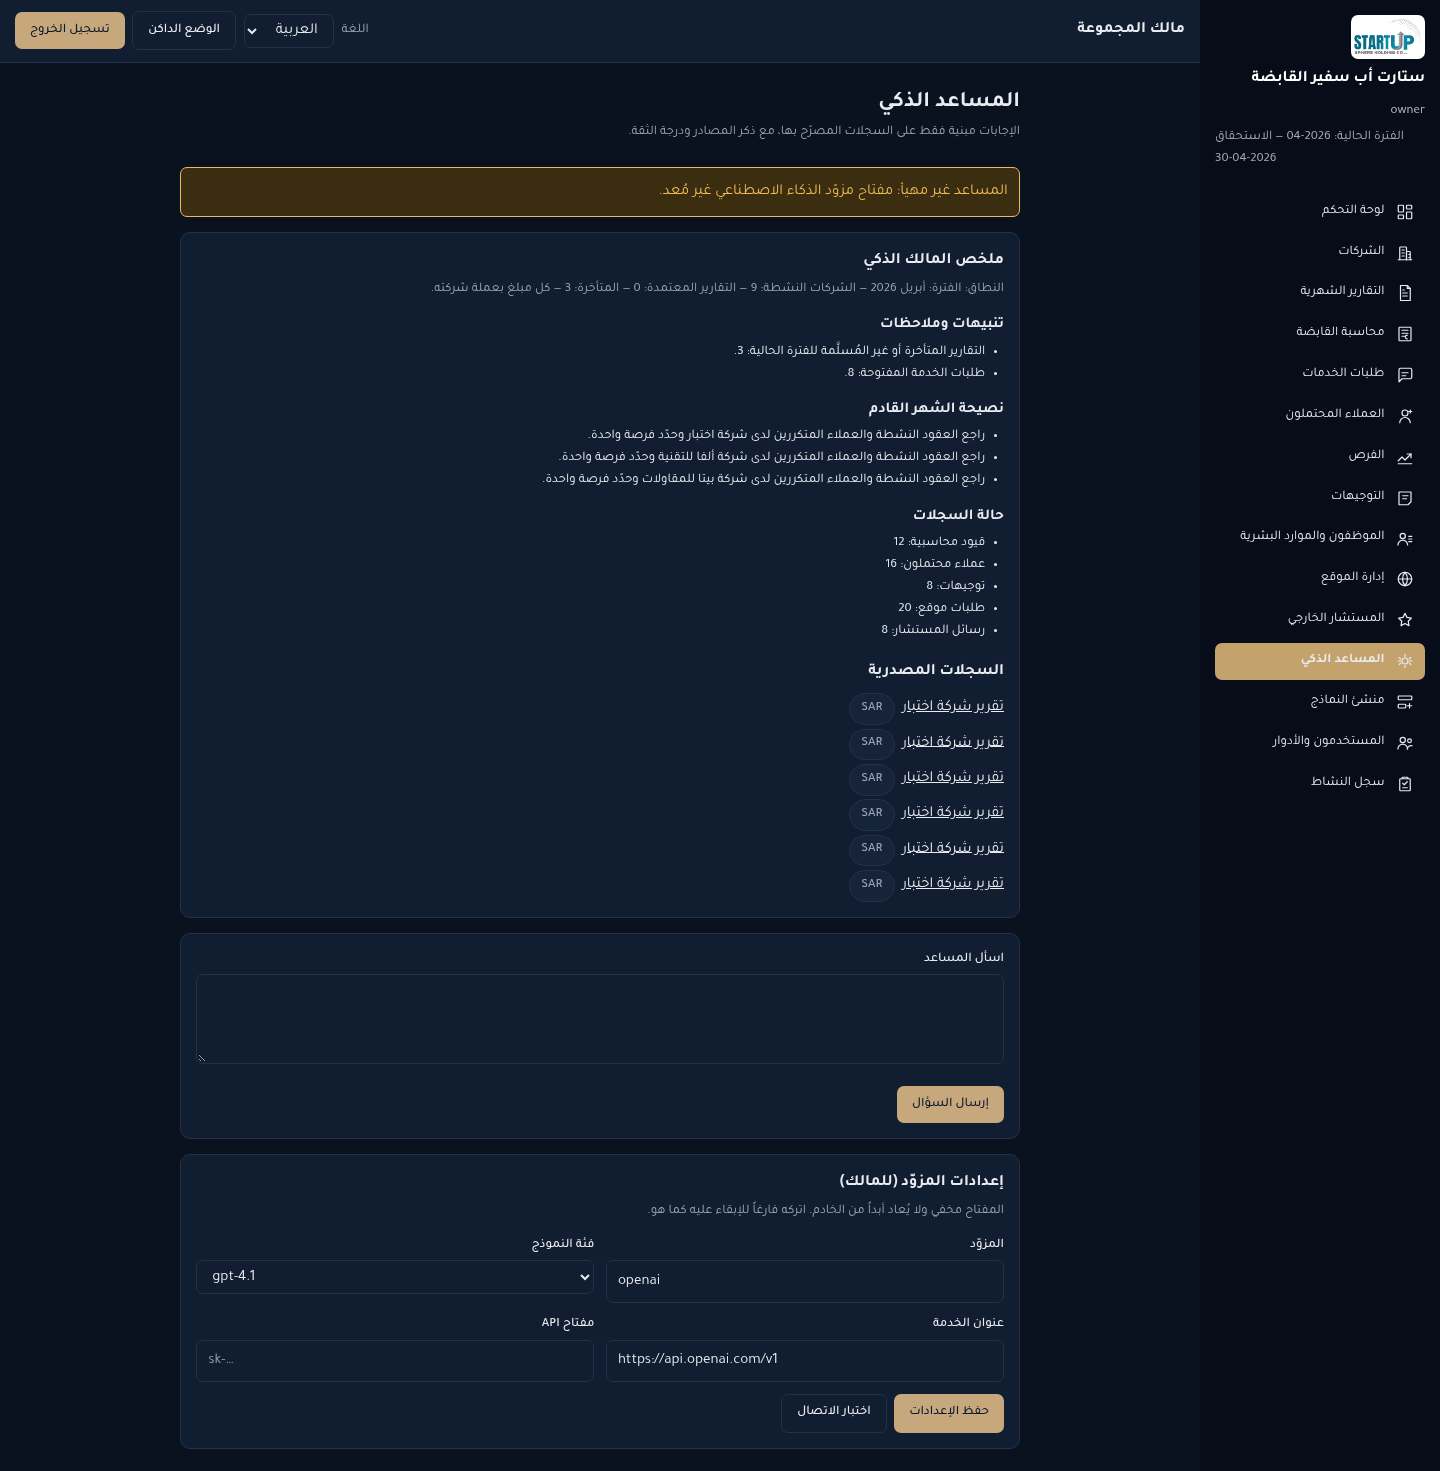 STARTUP
SPHERE HOLDING CO...
ستارت أب سفير القابضة
owner
الفترة الحالية: 2026-04 — الاستحقاق
2026-04-30
لوحة التحكم
الشركات
التقارير الشهرية
محاسبة القابضة
طلبات الخدمات
العملاء المحتملون
الفرص
التوجيهات
الموظفون والموارد البشرية
إدارة الموقع
المستشار الخارجي
المساعد الذكي
منشئ النماذج
المستخدمون والأدوار
سجل النشاط
مالك المجموعة
اللغة
العربية
الوضع الداكن
تسجيل الخروج
المساعد الذكي
الإجابات مبنية فقط على السجلات المصرّح بها، مع ذكر المصادر ودرجة الثقة.
المساعد غير مهيأ: مفتاح مزوّد الذكاء الاصطناعي غير مُعد.
ملخص المالك الذكي
النطاق: الفترة: أبريل 2026 — الشركات النشطة: 9 — التقارير المعتمدة: 0 — المتأخرة: 3 — كل مبلغ بعملة شركته.
تنبيهات وملاحظات
• التقارير المتأخرة أو غير المُسلَّمة للفترة الحالية: 3.
• طلبات الخدمة المفتوحة: 8.
نصيحة الشهر القادم
• راجع العقود النشطة والعملاء المتكررين لدى شركة اختبار وحدّد فرصة واحدة.
• راجع العقود النشطة والعملاء المتكررين لدى شركة ألفا للتقنية وحدّد فرصة واحدة.
• راجع العقود النشطة والعملاء المتكررين لدى شركة بيتا للمقاولات وحدّد فرصة واحدة.
حالة السجلات
• قيود محاسبية: 12
• عملاء محتملون: 16
• توجيهات: 8
• طلبات موقع: 20
• رسائل المستشار: 8
السجلات المصدرية
تقرير شركة اختبار SAR
تقرير شركة اختبار SAR
تقرير شركة اختبار SAR
تقرير شركة اختبار SAR
تقرير شركة اختبار SAR
تقرير شركة اختبار SAR
اسأل المساعد
إرسال السؤال
إعدادات المزوّد (للمالك)
المفتاح مخفي ولا يُعاد أبداً من الخادم. اتركه فارغاً للإبقاء عليه كما هو.
المزوّد
openai
فئة النموذج
gpt-4.1
عنوان الخدمة
https://api.openai.com/v1
مفتاح API
sk-...
حفظ الإعدادات
اختبار الاتصال